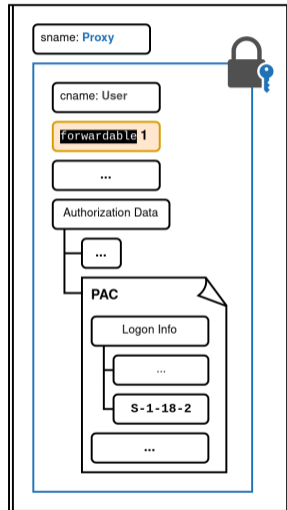 sname: Proxy
cname: User
forwardable 1
...
Authorization Data
...
PAC
Logon Info
...
S-1-18-2
...